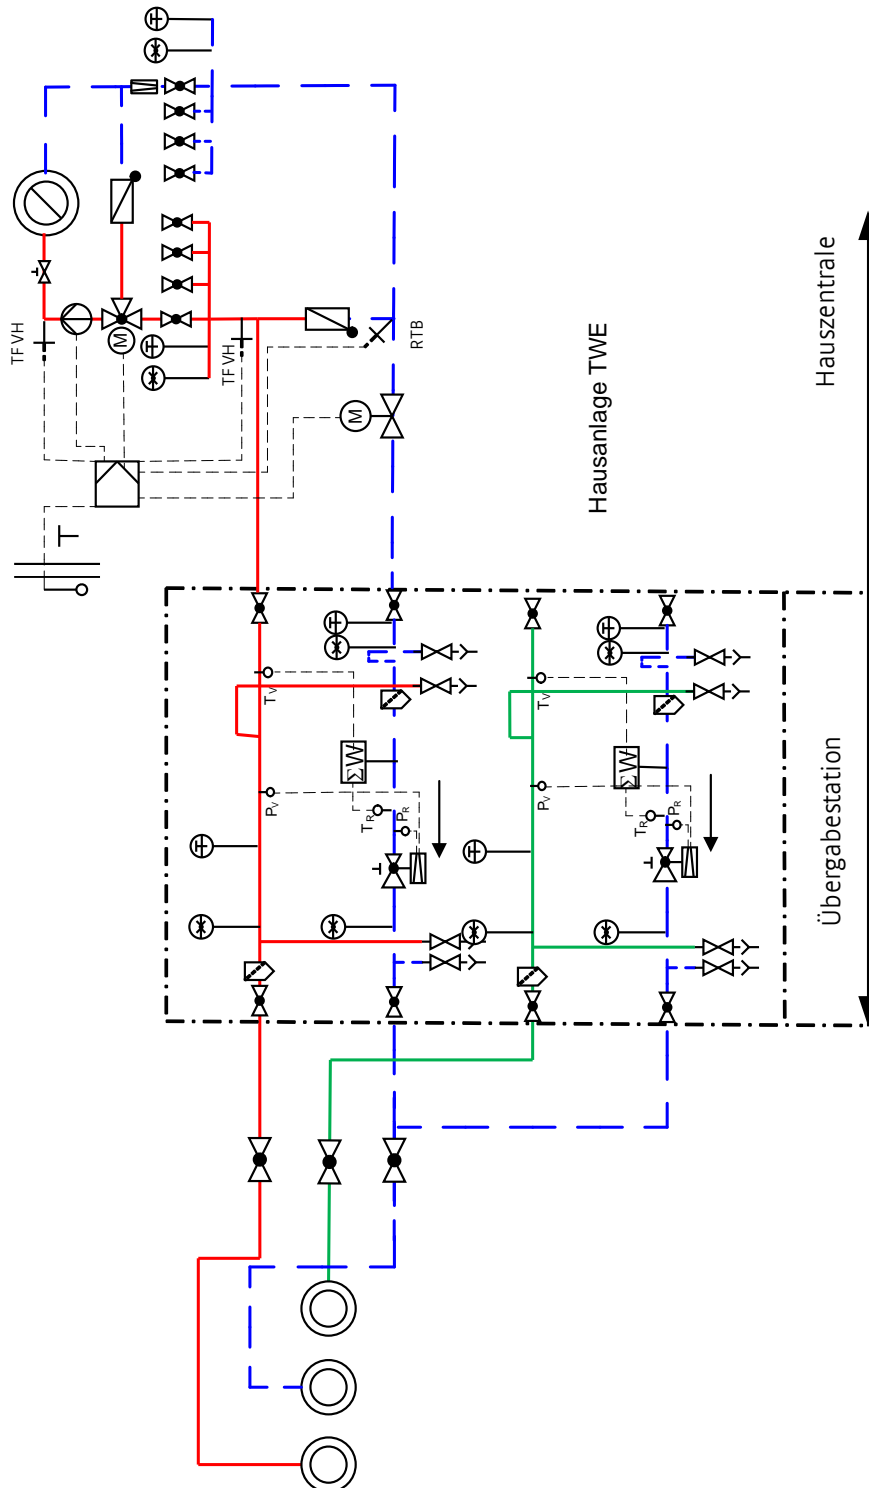 TF VH
M
TF VH
RTB
M
Hausanlage TWE
Hauszentrale
T
TV
ΣW
TR
PV
PR
TV
ΣW
TR
PV
PR
Übergabestation